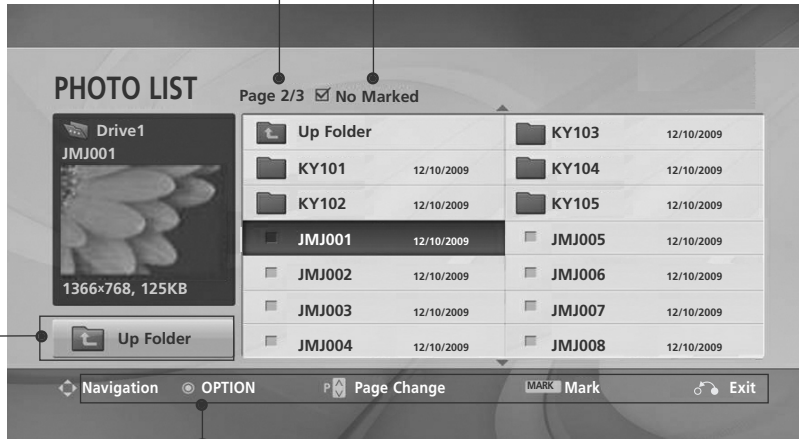 PHOTO LIST
Page 2/3 No Marked
Drive1
JMJ001
1366x768, 125KB
Up Folder
Up Folder
KY101 12/10/2009
KY102 12/10/2009
JMJ001 12/10/2009
JMJ002 12/10/2009
JMJ003 12/10/2009
JMJ004 12/10/2009
KY103 12/10/2009
KY104 12/10/2009
KY105 12/10/2009
JMJ005 12/10/2009
JMJ006 12/10/2009
JMJ007 12/10/2009
JMJ008 12/10/2009
Navigation OPTION P Page Change MARK Mark Exit